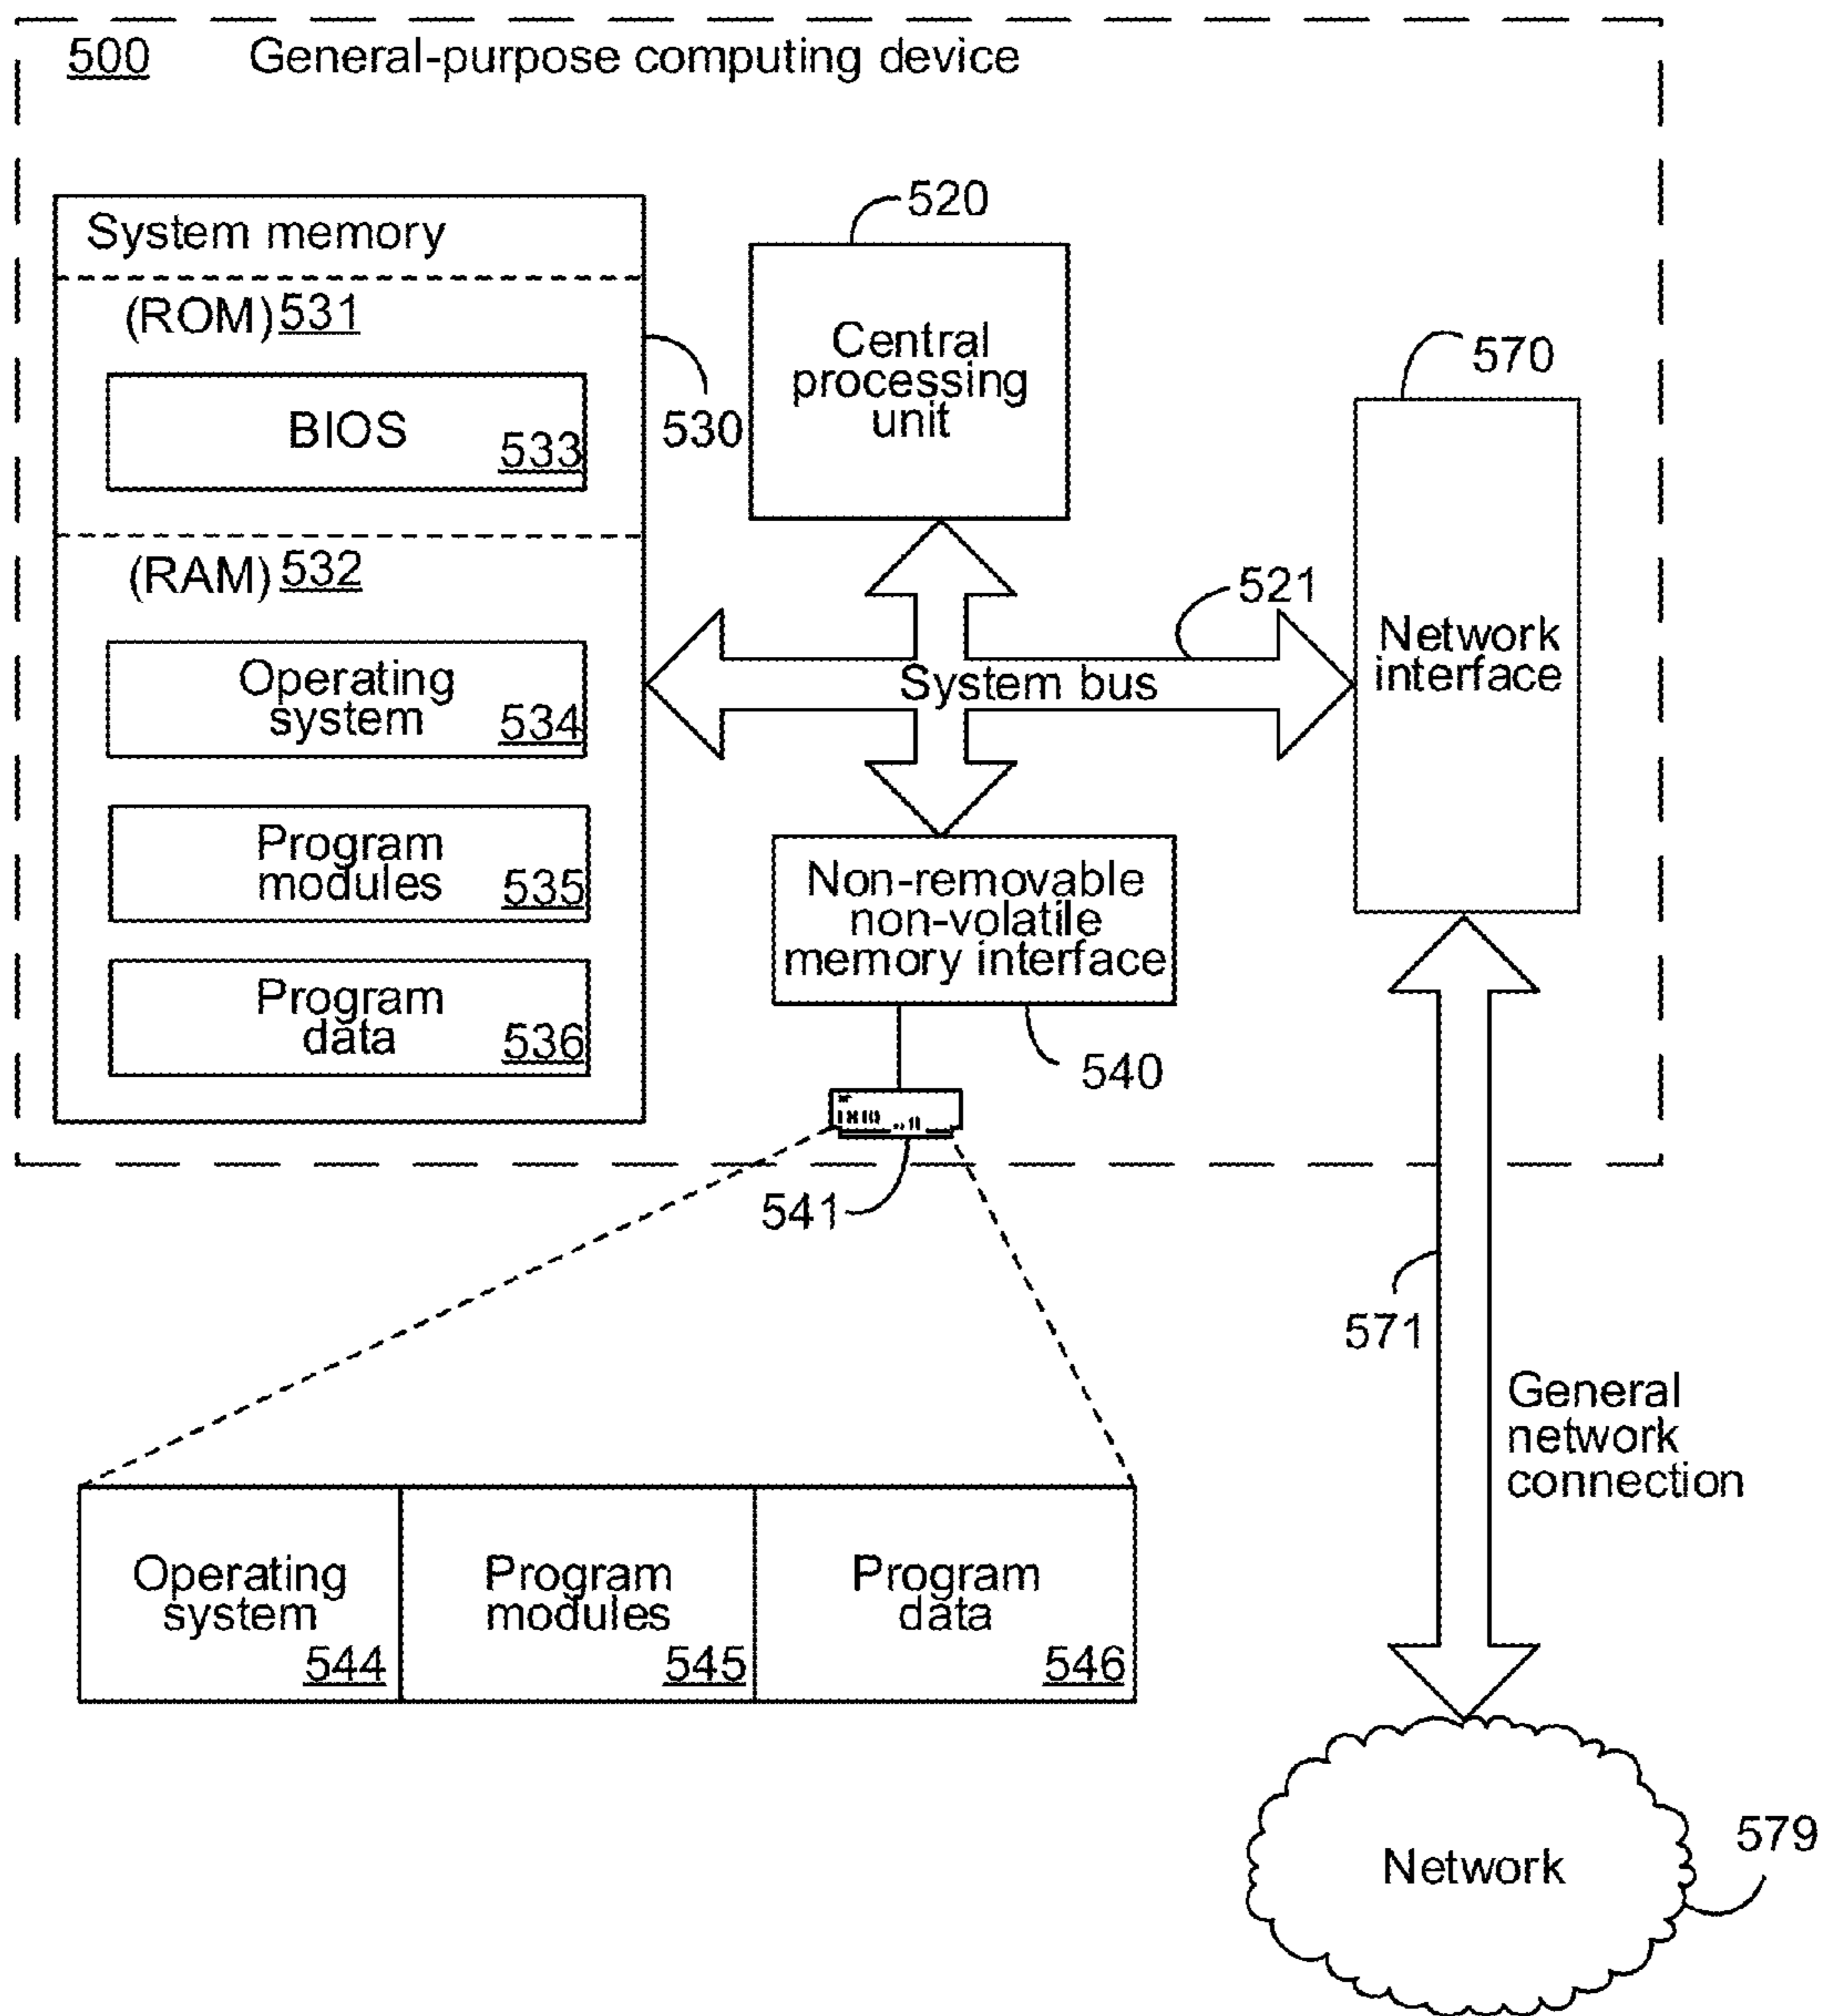 500 General-purpose computing device
System memory
(ROM) 531
BIOS
533
530
(RAM) 532
Operating
system
534
Program
modules
535
Program
data
536
520
Central
processing
unit
521
System bus
570
Network
interface
Non-removable
non-volatile
memory interface
540
541
571
General
network
connection
Operating
system
544
Program
modules
545
Program
data
546
Network
579